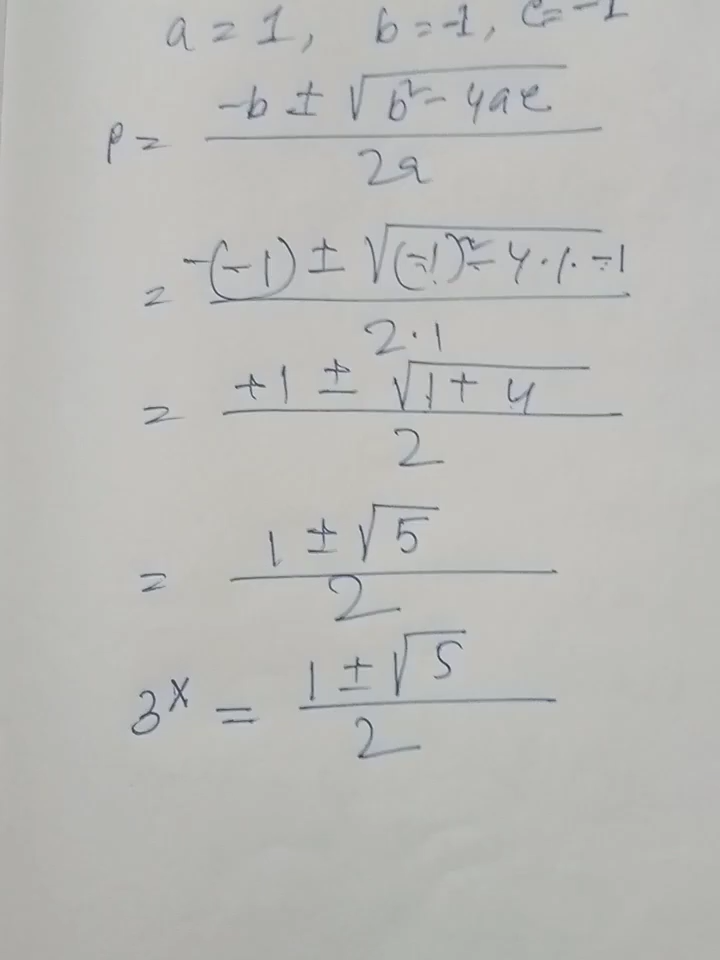 a = 1, b = -1, c = -1
P = (-b ± √(b² - 4ac)) / 2a
= (-(-1) ± √((-1)² - 4·1·-1)) / 2·1
= (+1 ± √(1 + 4)) / 2
= (1 ± √5) / 2
3^x = (1 ± √5) / 2